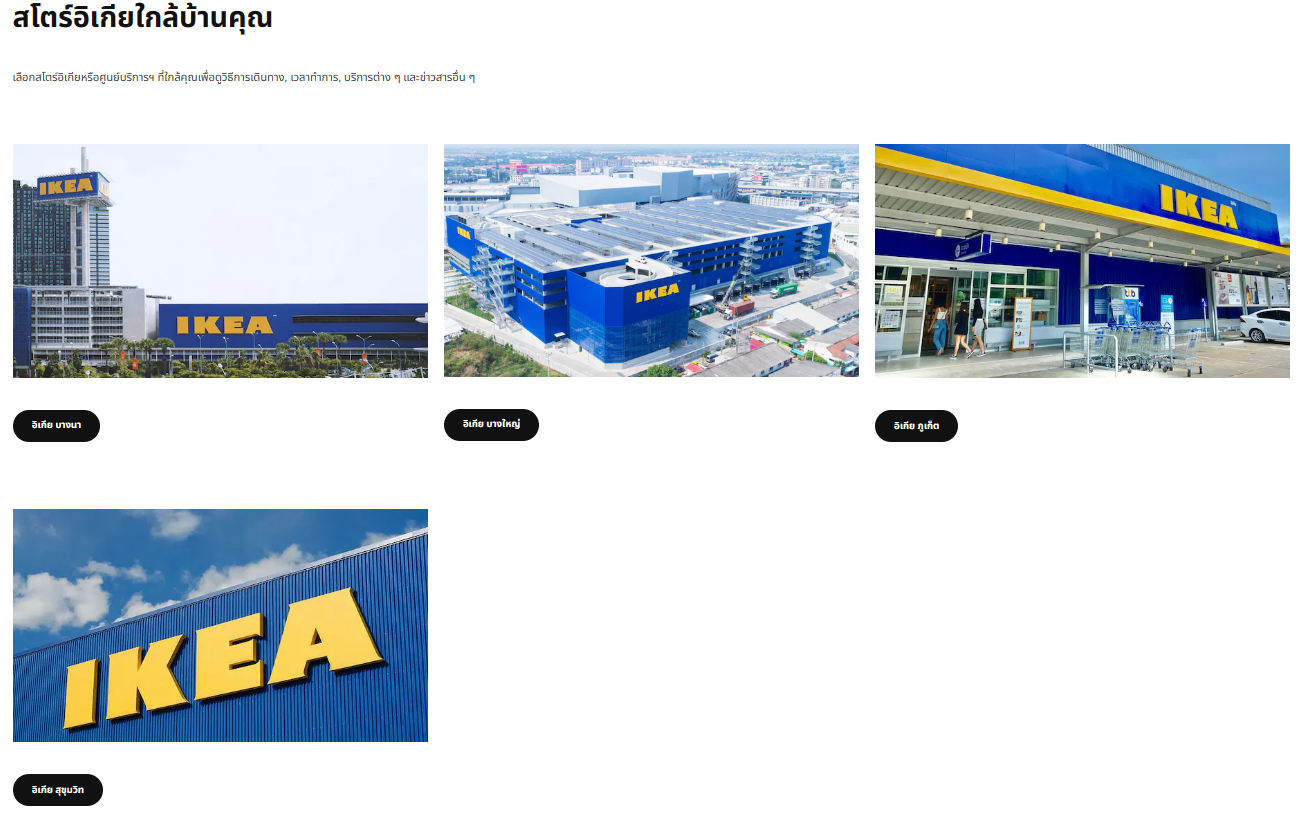 สโตร์อิเกียใกล้บ้านคุณ
เลือกสโตร์อิเกียหรือศูนย์บริการฯ ที่ใกล้คุณเพื่อดูวิธีการเดินทาง, เวลาทำการ, บริการต่าง ๆ และข่าวสารอื่น ๆ
IKEA
IKEA
IKEA
IKEA
IKEA
อิเกีย บางนา
อิเกีย บางใหญ่
อิเกีย ภูเก็ต
IKEA
อิเกีย สุขุมวิท